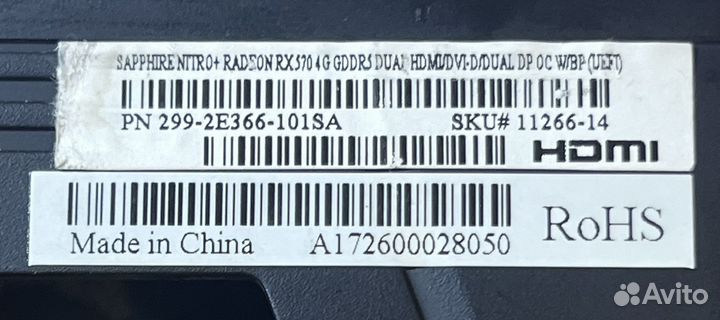 SAPPHIRE NITRO+ RADEON RX 570 4G GDDR5 DUAL HDMI/DVI-D/DUAL DP OC W/BP (UEFI)
PN 299-2E366-101SA SKU# 11266-14
HDMI
Made in China A172600028050 RoHS
Avito